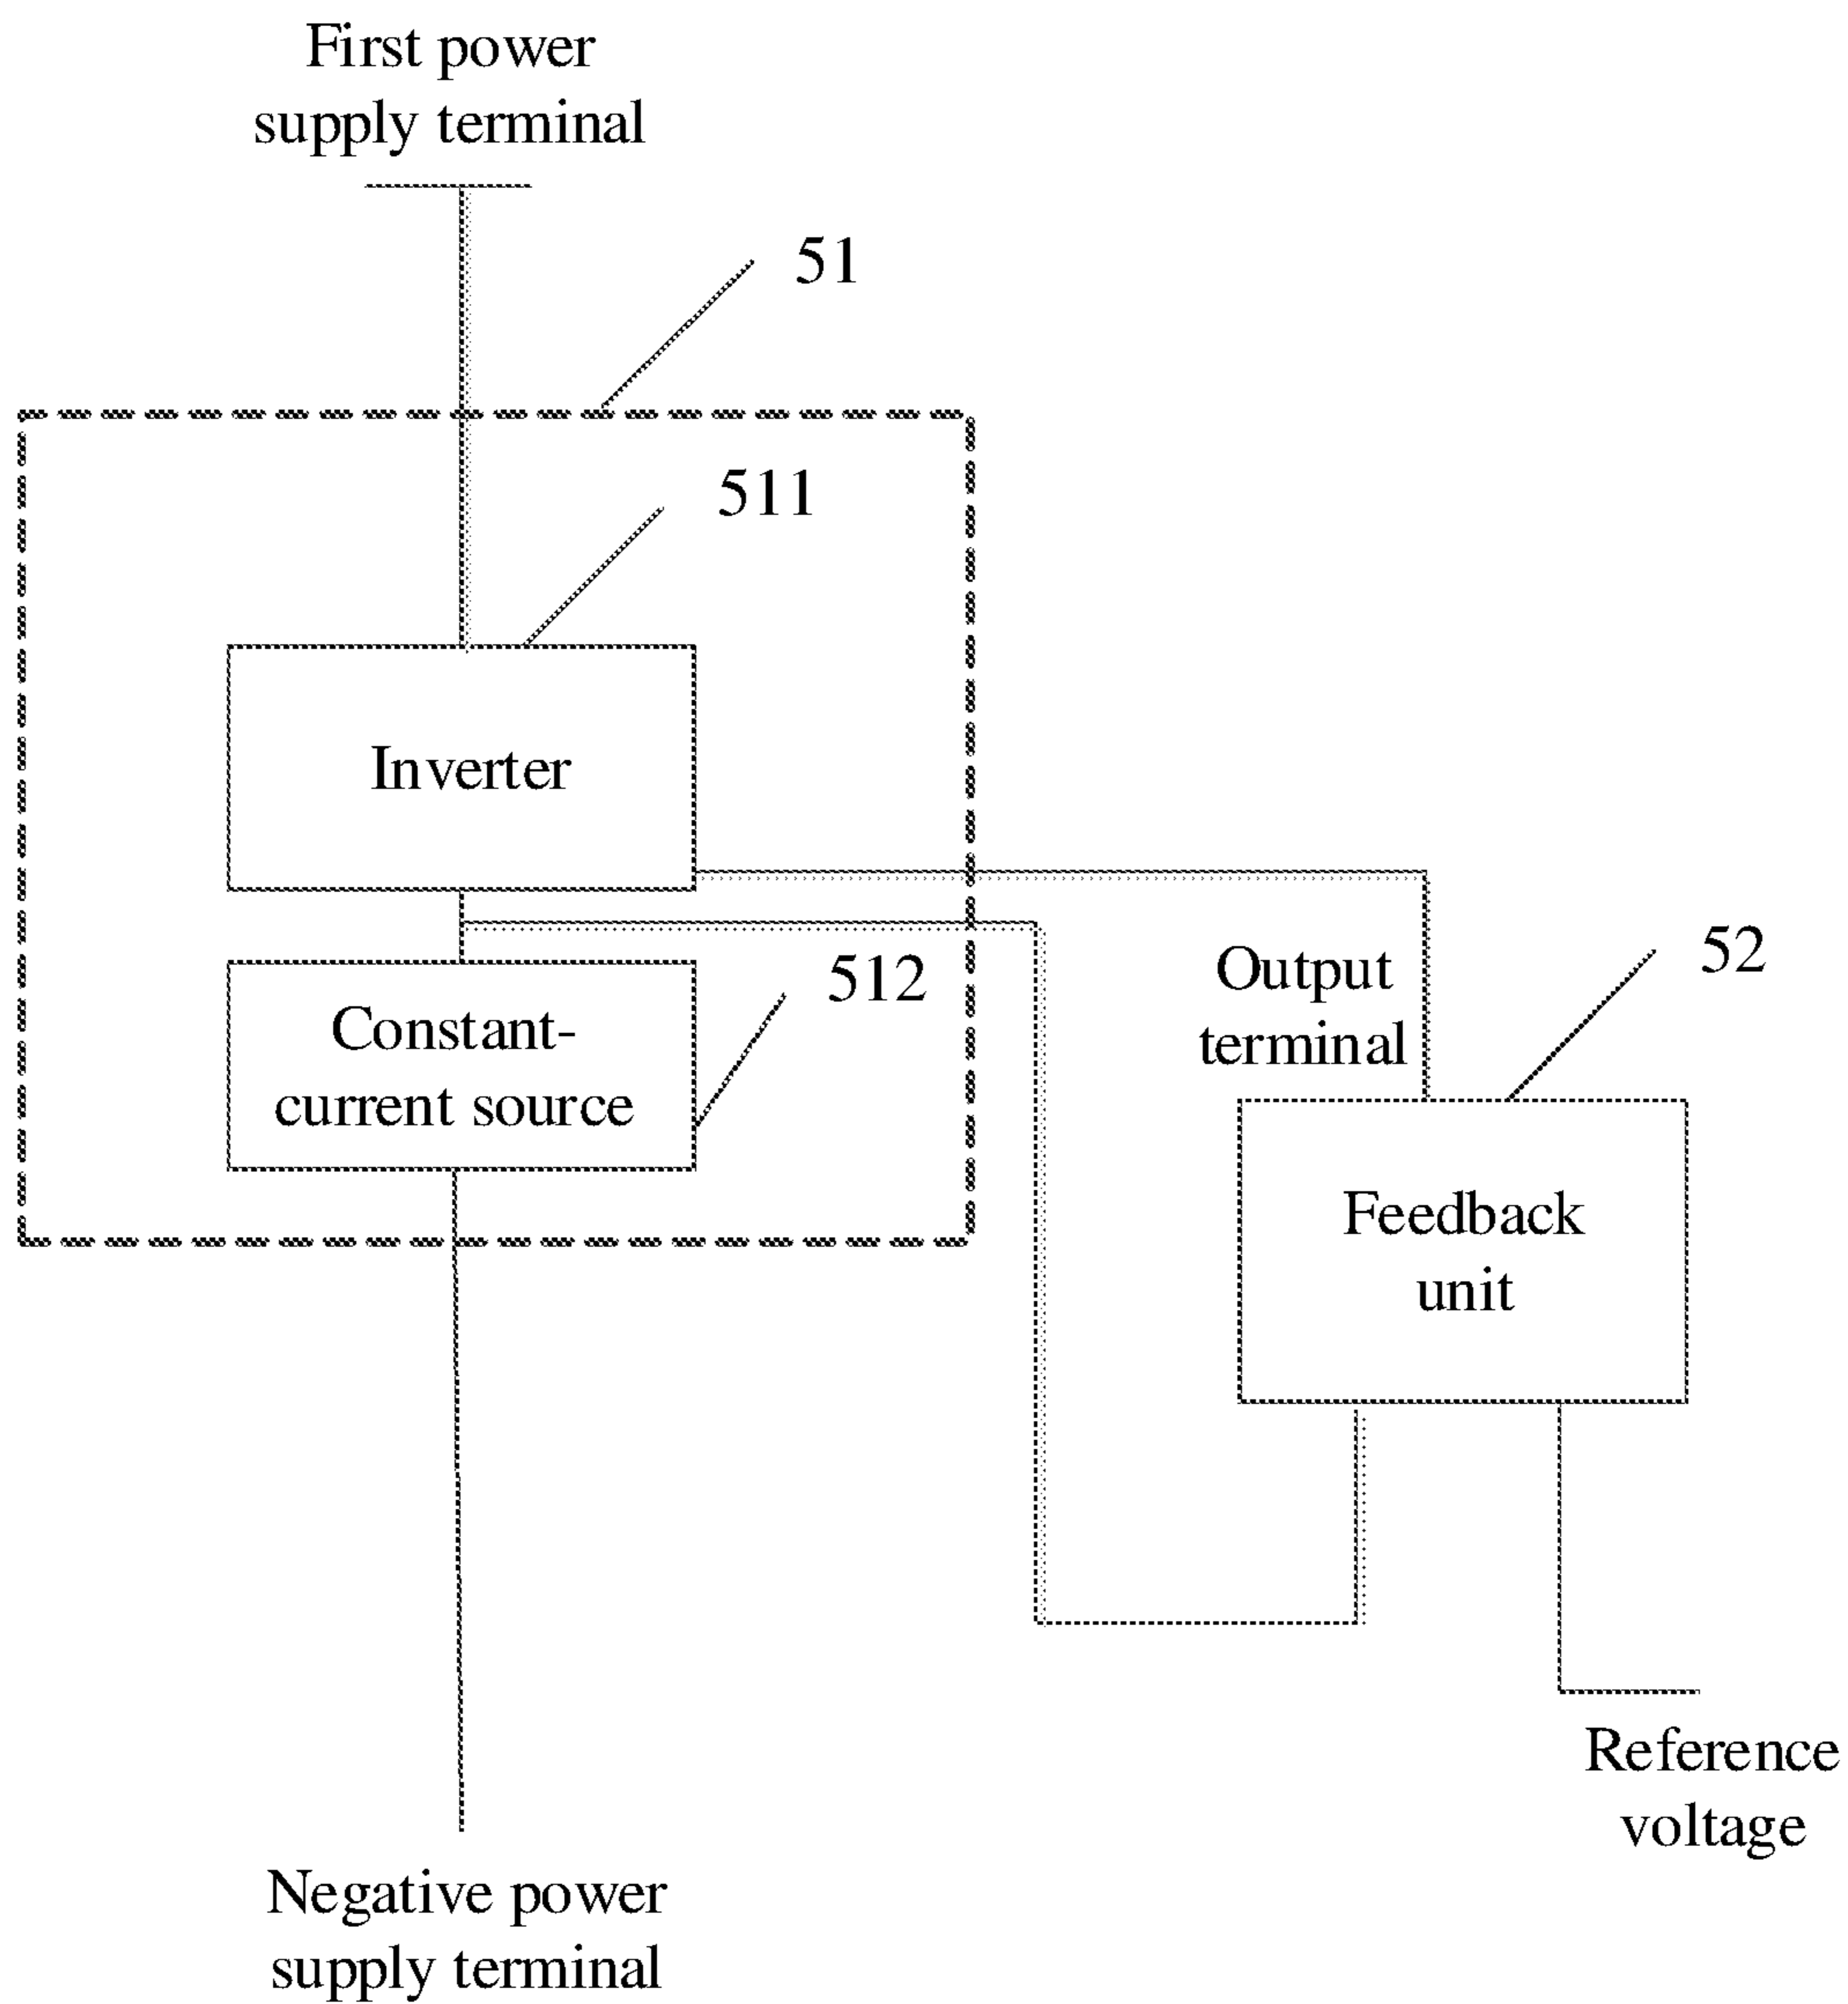 First power
supply terminal
51
511
Inverter
512
Constant-
current source
Output
terminal
52
Feedback
unit
Reference
voltage
Negative power
supply terminal